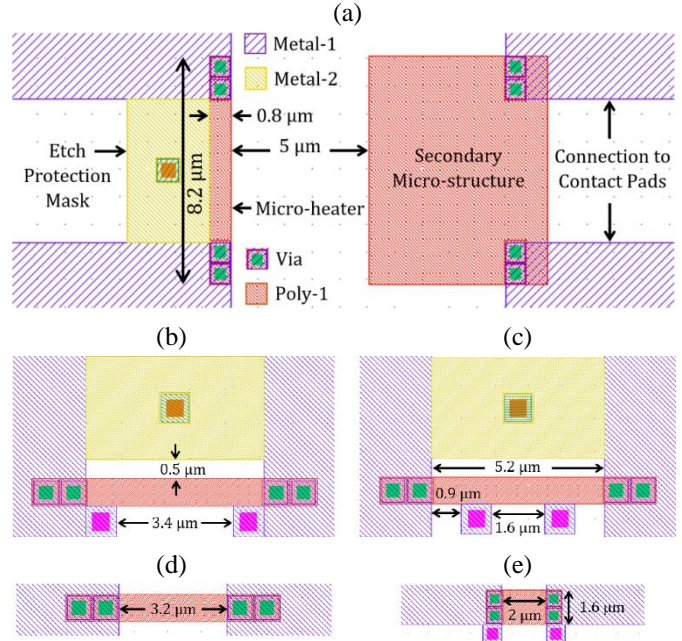 (a)
Metal-1
Metal-2
0.8 µm
5 µm
8.2 µm
Etch
Protection
Mask
Secondary
Micro-structure
Connection to
Contact Pads
Micro-heater
Via
Poly-1
(b)
(c)
0.5 µm
3.4 µm
5.2 µm
0.9 µm
1.6 µm
(d)
(e)
3.2 µm
2 µm
1.6 µm